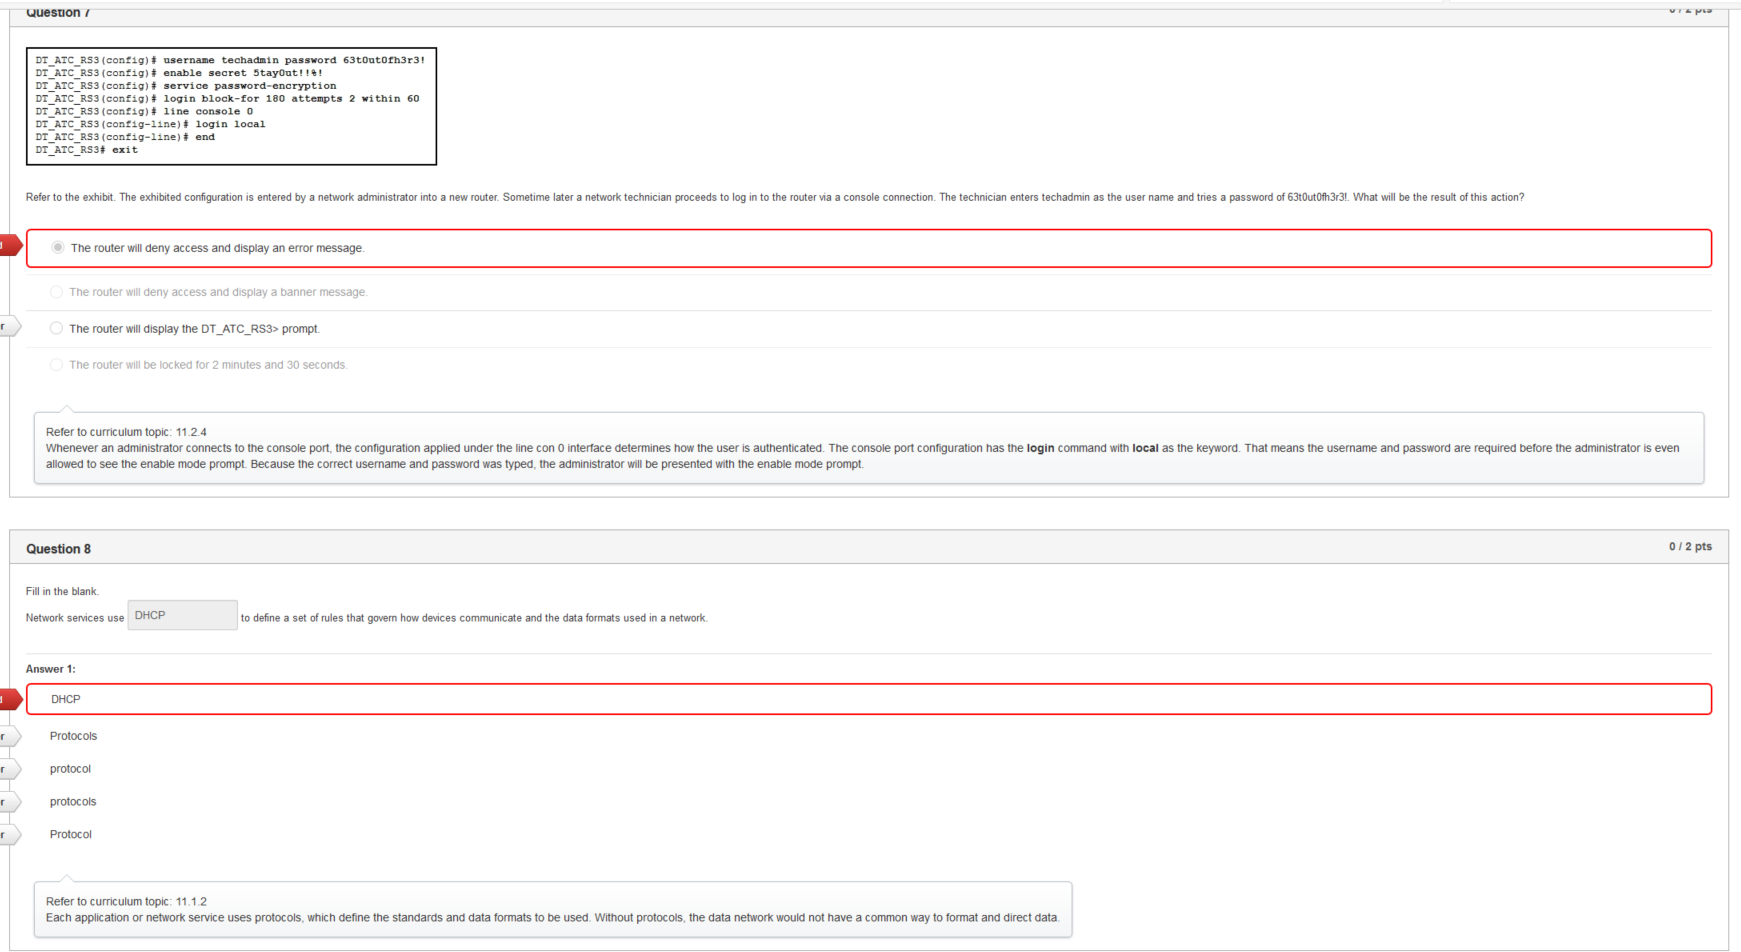 Question 7
0 / 2 pts
DT_ATC_RS3(config)# username techadmin password 63t0ut0fh3r3!
DT_ATC_RS3(config)# enable secret 5tay0ut!!%!
DT_ATC_RS3(config)# service password-encryption
DT_ATC_RS3(config)# login block-for 180 attempts 2 within 60
DT_ATC_RS3(config)# line console 0
DT_ATC_RS3(config-line)# login local
DT_ATC_RS3(config-line)# end
DT_ATC_RS3# exit
Refer to the exhibit. The exhibited configuration is entered by a network administrator into a new router. Sometime later a network technician proceeds to log in to the router via a console connection. The technician enters techadmin as the user name and tries a password of 63t0ut0fh3r3!. What will be the result of this action?
The router will deny access and display an error message.
The router will deny access and display a banner message.
r
The router will display the DT_ATC_RS3> prompt.
The router will be locked for 2 minutes and 30 seconds.
Refer to curriculum topic: 11.2.4
Whenever an administrator connects to the console port, the configuration applied under the line con 0 interface determines how the user is authenticated. The console port configuration has the login command with local as the keyword. That means the username and password are required before the administrator is even
allowed to see the enable mode prompt. Because the correct username and password was typed, the administrator will be presented with the enable mode prompt.
Question 8
0 / 2 pts
Fill in the blank.
Network services use DHCP to define a set of rules that govern how devices communicate and the data formats used in a network.
Answer 1:
DHCP
r
Protocols
r
protocol
r
protocols
r
Protocol
Refer to curriculum topic: 11.1.2
Each application or network service uses protocols, which define the standards and data formats to be used. Without protocols, the data network would not have a common way to format and direct data.